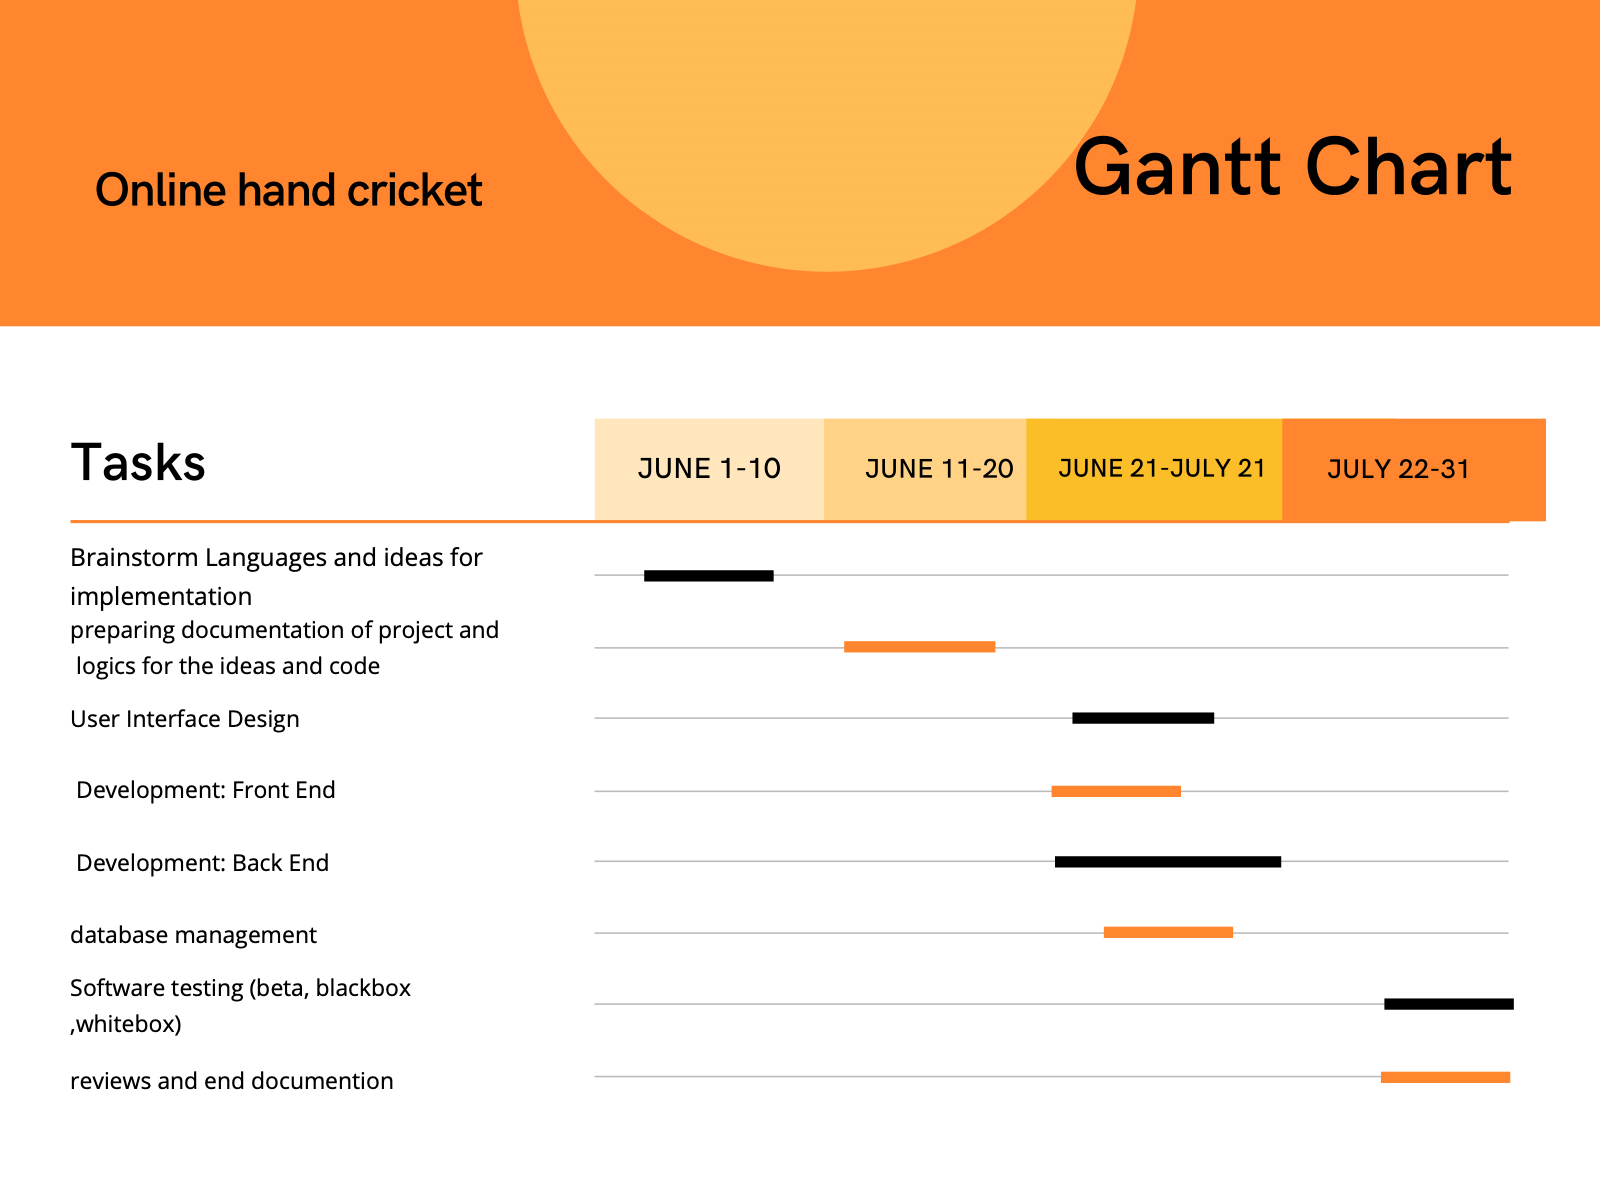 Online hand cricket
Gantt Chart
Tasks
JUNE 1-10
JUNE 11-20
JUNE 21-JULY 21
JULY 22-31
Brainstorm Languages and ideas for
implementation
preparing documentation of project and
logics for the ideas and code
User Interface Design
Development: Front End
Development: Back End
database management
Software testing (beta, blackbox
,whitebox)
reviews and end documention